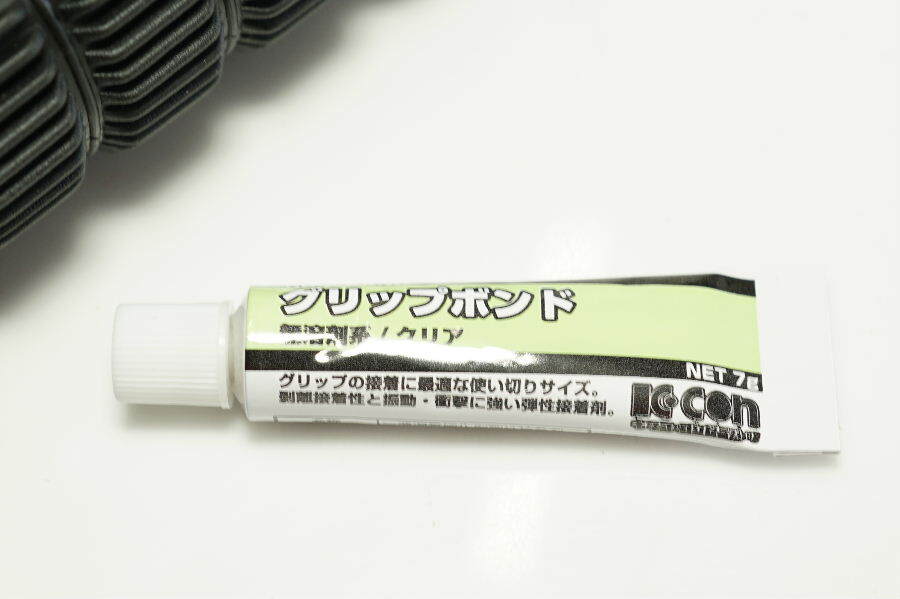 グリップボンド
無溶剤系/クリア
NET 7g
グリップの接着に最適な使い切りサイズ。
剥離接着性と振動・衝撃に強い弾性接着剤。
K-con